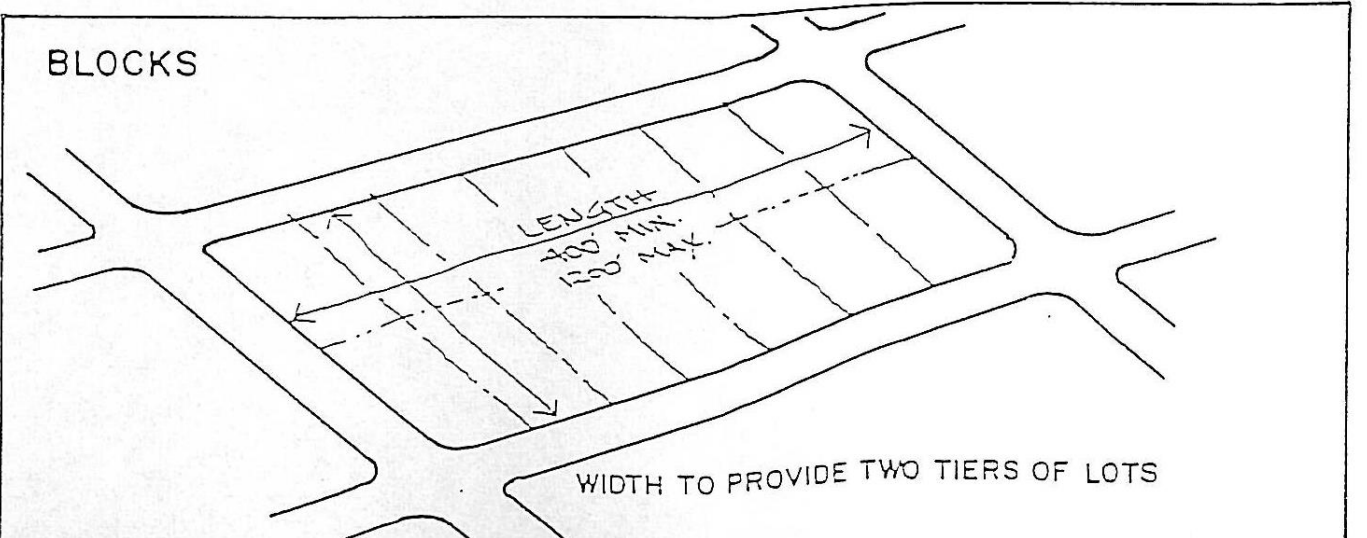 BLOCKS
LENGTH
400' MIN.
1200' MAX.
WIDTH TO PROVIDE TWO TIERS OF LOTS